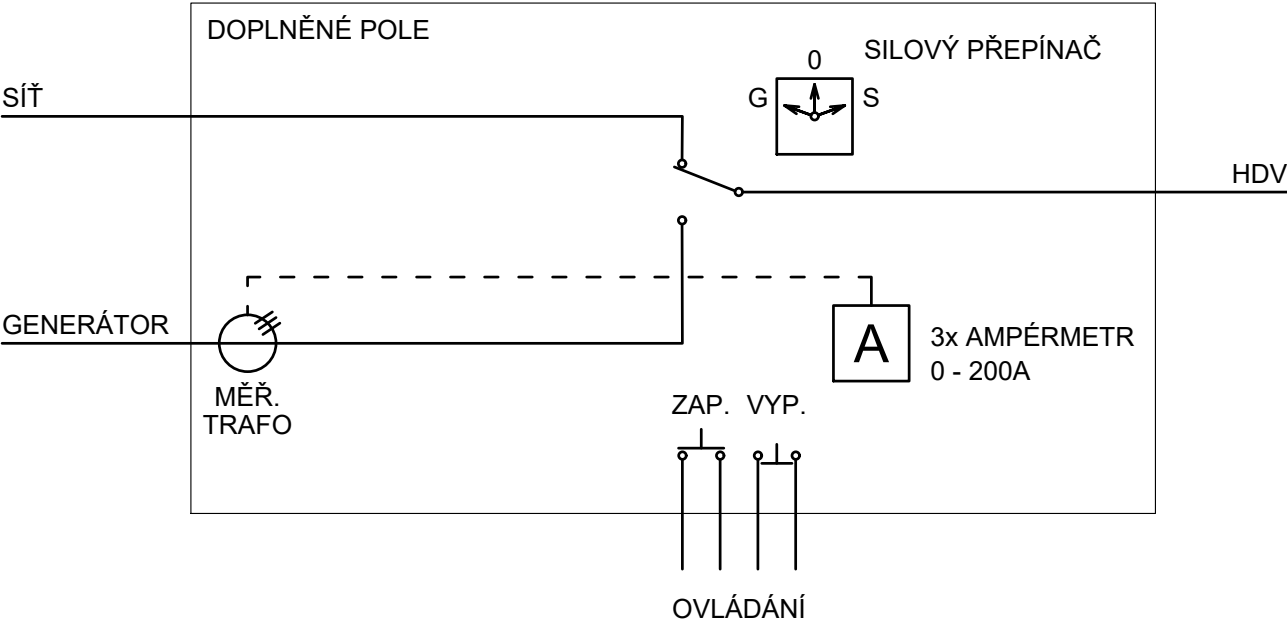 DOPLNĚNÉ POLE
SILOVÝ PŘEPÍNAČ
0
G
S
SÍŤ
HDV
GENERÁTOR
A
3x AMPÉRMETR
0 - 200A
MĚŘ.
TRAFO
ZAP.
VYP.
OVLÁDÁNÍ